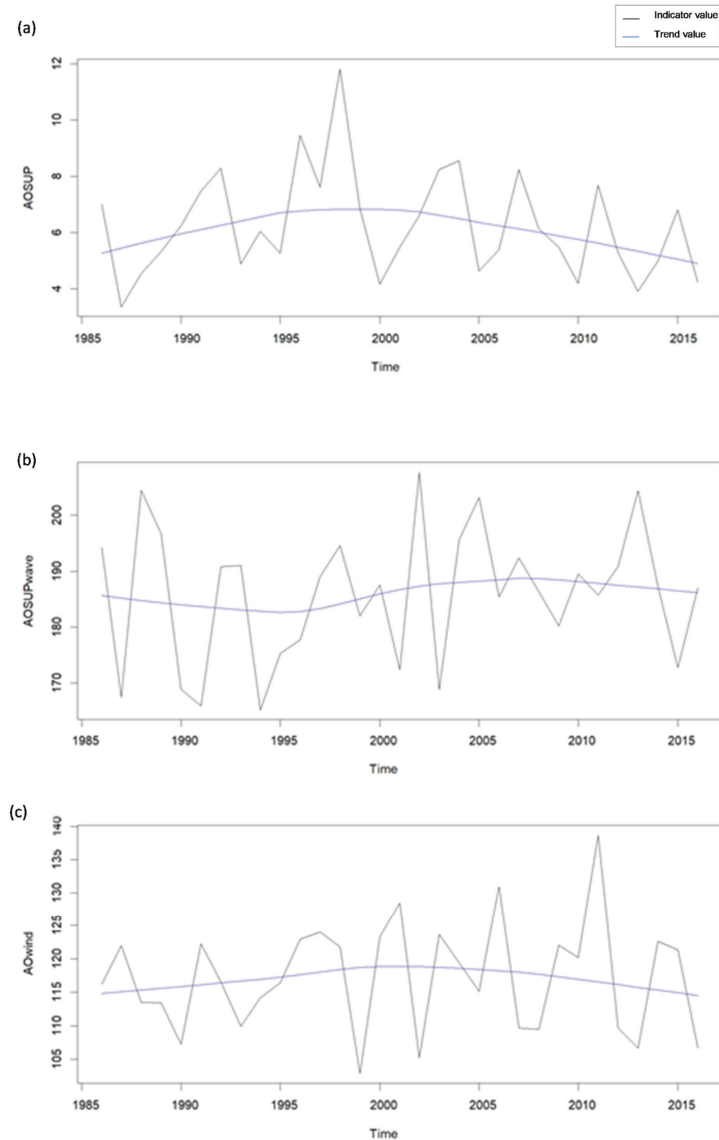 Indicator value
Trend value
(a)
12
10
8
6
4
AOSUP
1985 1990 1995 2000 2005 2010 2015
Time
(b)
200
190
180
170
AOSUPwave
1985 1990 1995 2000 2005 2010 2015
Time
(c)
140
135
130
125
120
115
110
105
AOwind
1985 1990 1995 2000 2005 2010 2015
Time